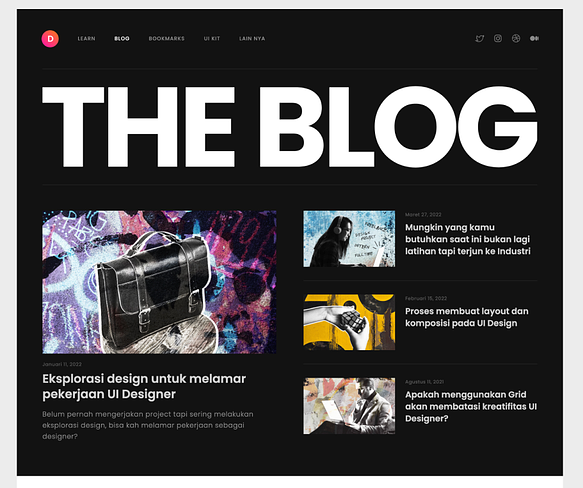 D
LEARN
BLOG
BOOKMARKS
UI KIT
LAIN NYA
THE BLOG
Januari 11, 2022
Eksplorasi design untuk melamar
pekerjaan UI Designer
Belum pernah mengerjakan project tapi sering melakukan
eksplorasi design, bisa kah melamar pekerjaan sebagai
designer?
Maret 27, 2022
Mungkin yang kamu
butuhkan saat ini bukan lagi
latihan tapi terjun ke Industri
Februari 15, 2022
Proses membuat layout dan
komposisi pada UI Design
Agustus 11, 2021
Apakah menggunakan Grid
akan membatasi kreatifitas UI
Designer?